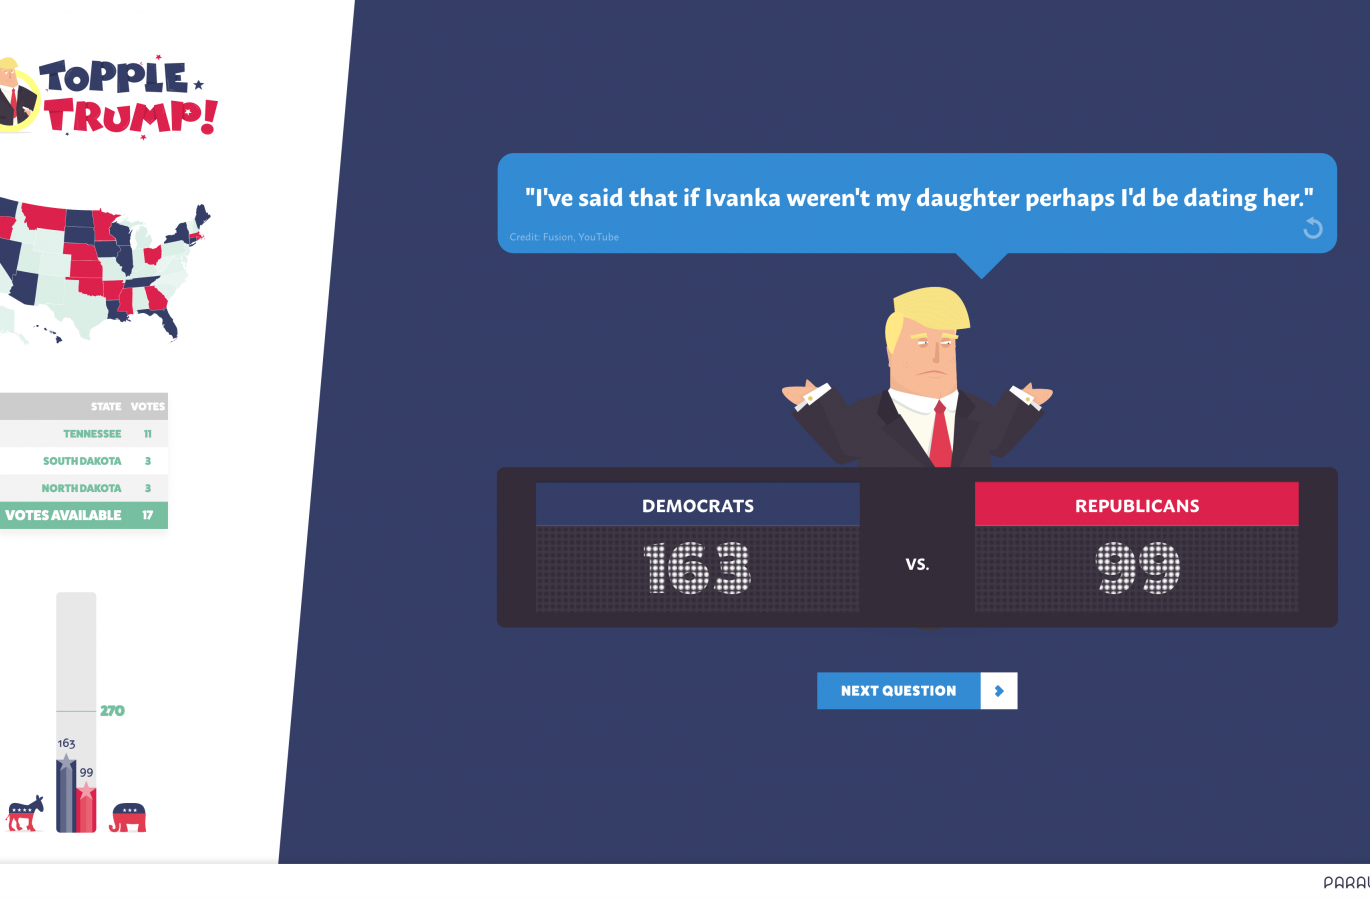 TOPPLE
TRUMP!
STATE VOTES
TENNESSEE 11
SOUTH DAKOTA 3
NORTH DAKOTA 3
VOTES AVAILABLE 17
270
163
99
"I've said that if Ivanka weren't my daughter perhaps I'd be dating her."
Credit: Fusion, YouTube
DEMOCRATS
163
VS.
REPUBLICANS
99
NEXT QUESTION